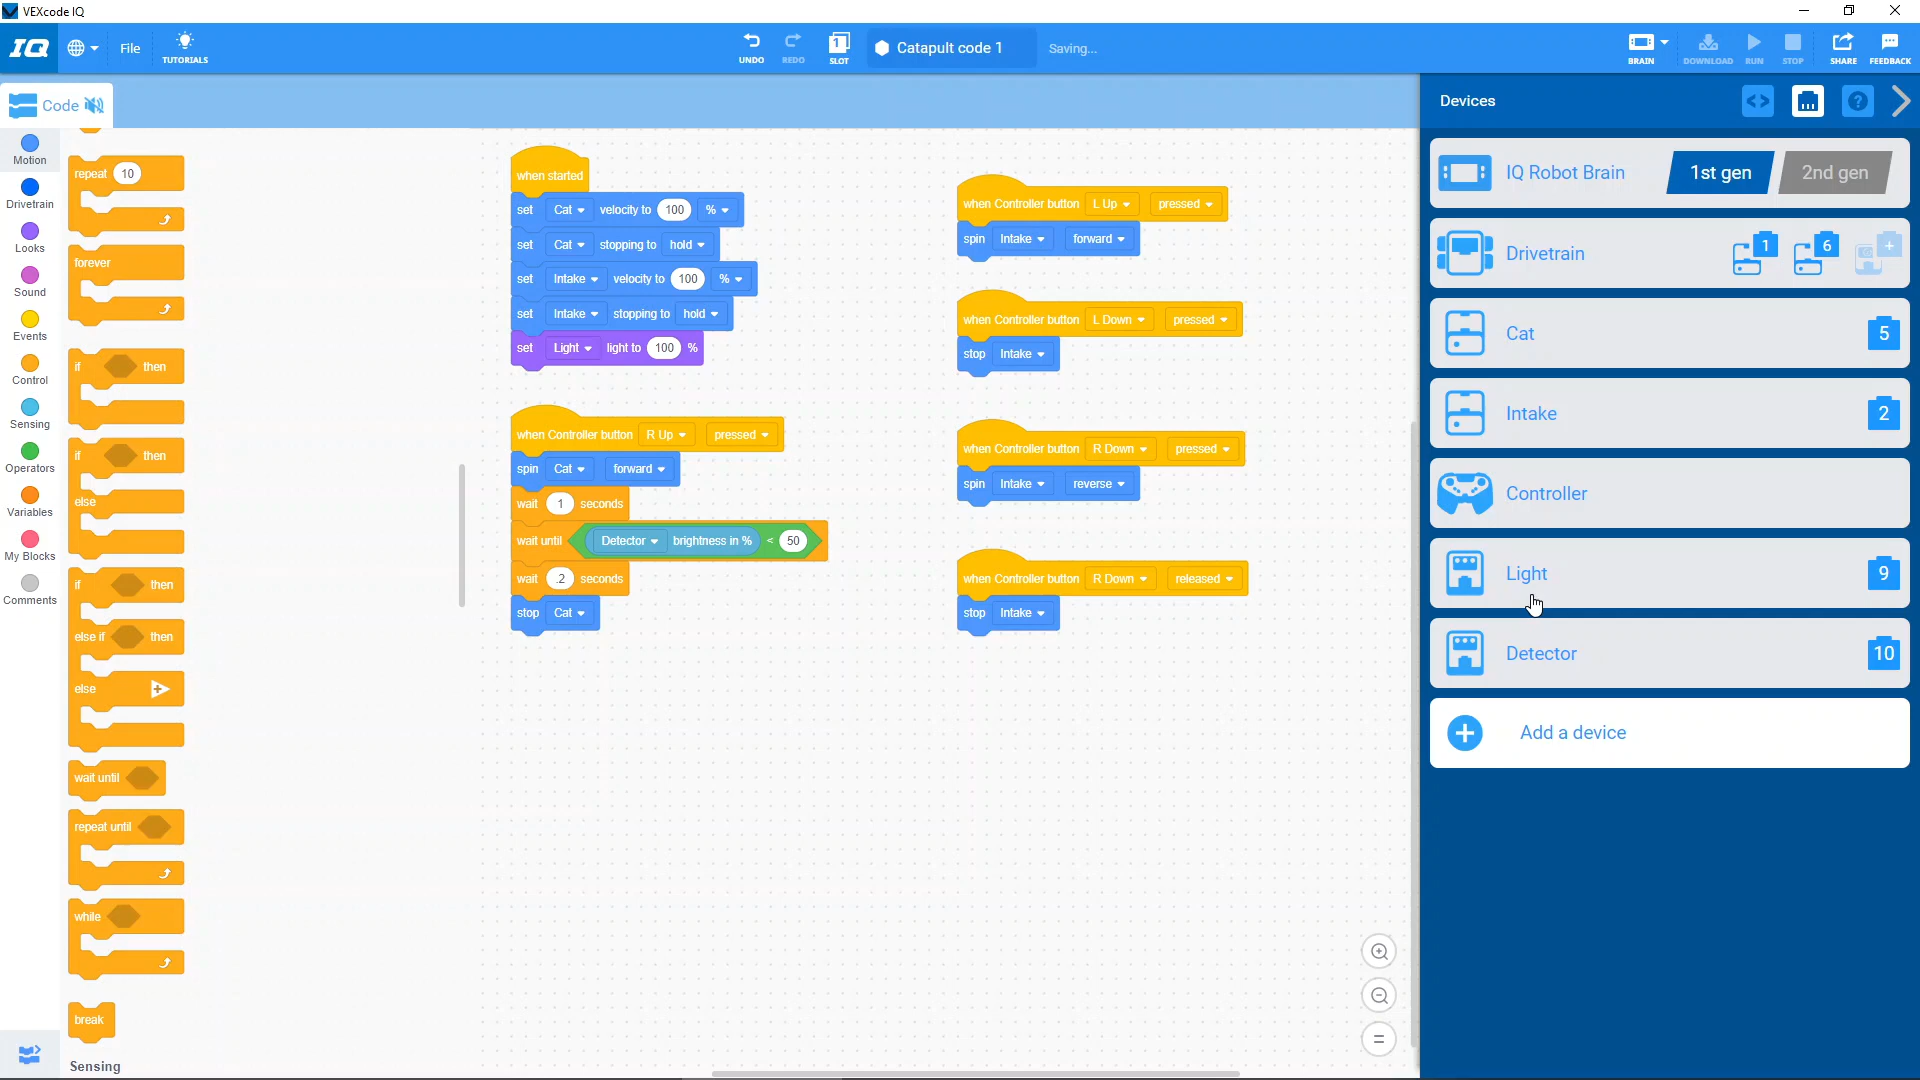 VEXcode IQ
IQ
File
TUTORIALS
UNDO
REDO
1
SLOT
Catapult code 1
Saving...
BRAIN
DOWNLOAD
RUN
STOP
SHARE
FEEDBACK
Code
Devices
<>
?
Motion
Drivetrain
Looks
Sound
Events
Control
Sensing
Operators
Variables
My Blocks
Comments
repeat 10
forever
if then
if then
else
if then
else if then
else
wait until
repeat until
while
break
Sensing
when started
set Cat velocity to 100 %
set Cat stopping to hold
set Intake velocity to 100 %
set Intake stopping to hold
set Light light to 100 %
when Controller button R Up pressed
spin Cat forward
wait 1 seconds
wait until Detector brightness in % < 50
wait .2 seconds
stop Cat
when Controller button L Up pressed
spin Intake forward
when Controller button L Down pressed
stop Intake
when Controller button R Down pressed
spin Intake reverse
when Controller button R Down released
stop Intake
IQ Robot Brain 1st gen 2nd gen
Drivetrain 1 6 +
Cat 5
Intake 2
Controller
Light 9
Detector 10
Add a device
=